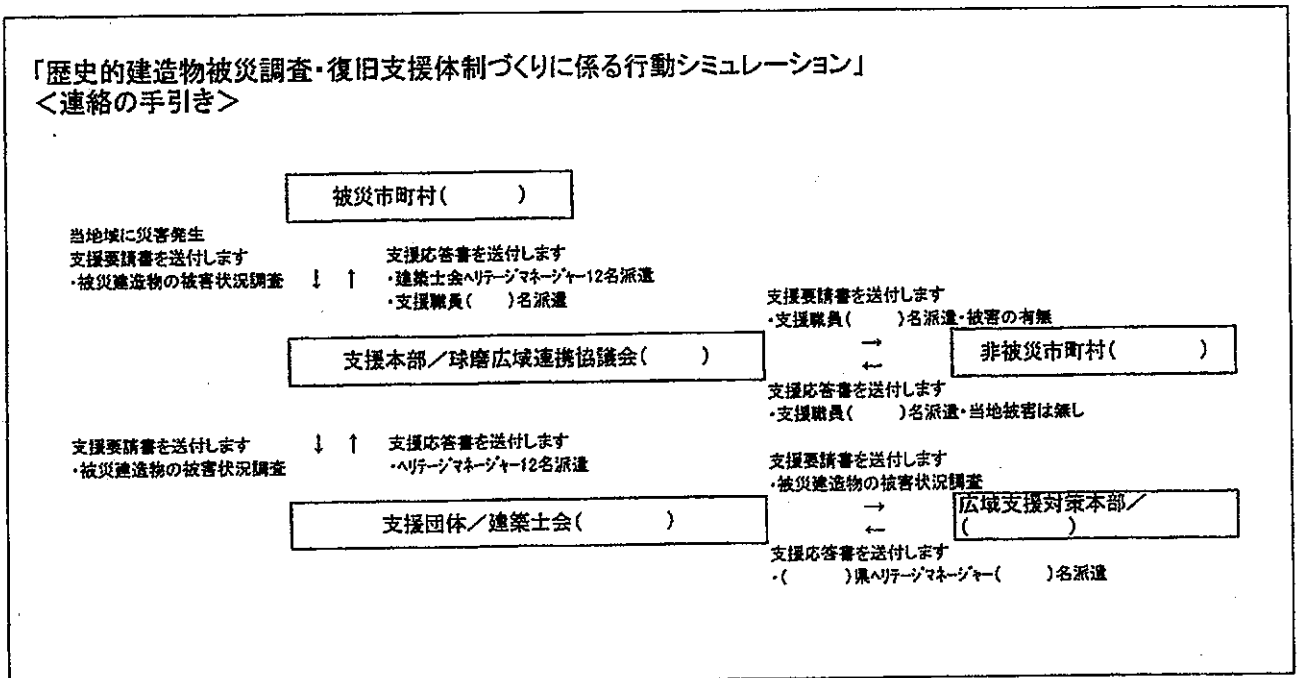 「歴史的建造物被災調査・復旧支援体制づくりに係る行動シミュレーション」
＜連絡の手引き＞
被災市町村(　　　)
当地域に災害発生
支援要請書を送付します
・被災建造物の被害状況調査
↓ ↑
支援応答書を送付します
・建築士会ヘリテージマネージャー12名派遣
・支援職員(　　)名派遣
支援要請書を送付します
・支援職員(　　)名派遣・被害の有無
支援本部／球磨広域連携協議会(　　　)
→
←
非被災市町村(　　　)
支援応答書を送付します
・支援職員(　　)名派遣・当地被害は無し
支援要請書を送付します
・被災建造物の被害状況調査
↓ ↑
支援応答書を送付します
・ヘリテージマネージャー12名派遣
支援要請書を送付します
・被災建造物の被害状況調査
支援団体／建築士会(　　　)
→
←
広域支援対策本部／
(　　　　)
支援応答書を送付します
・(　　　)県ヘリテージマネージャー(　　)名派遣